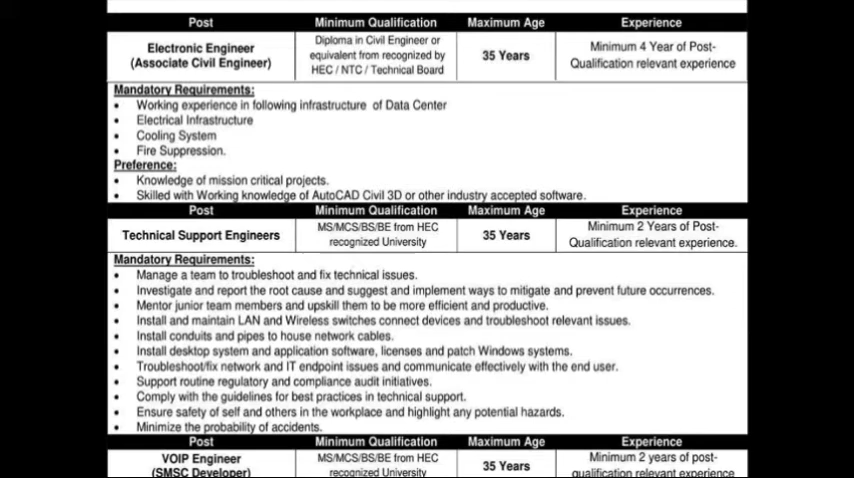 Post Minimum Qualification Maximum Age Experience
Electronic Engineer
(Associate Civil Engineer)
Diploma in Civil Engineer or
equivalent from recognized by
HEC / NTC / Technical Board
35 Years
Minimum 4 Year of Post-
Qualification relevant experience
Mandatory Requirements:
• Working experience in following infrastructure of Data Center
• Electrical Infrastructure
• Cooling System
• Fire Suppression.
Preference:
• Knowledge of mission critical projects.
• Skilled with Working knowledge of AutoCAD Civil 3D or other industry accepted software.
Post Minimum Qualification Maximum Age Experience
Technical Support Engineers
MS/MCS/BS/BE from HEC
recognized University
35 Years
Minimum 2 Years of Post-
Qualification relevant experience.
Mandatory Requirements:
• Manage a team to troubleshoot and fix technical issues.
• Investigate and report the root cause and suggest and implement ways to mitigate and prevent future occurrences.
• Mentor junior team members and upskill them to be more efficient and productive.
• Install and maintain LAN and Wireless switches connect devices and troubleshoot relevant issues.
• Install conduits and pipes to house network cables.
• Install desktop system and application software, licenses and patch Windows systems.
• Troubleshoot/fix network and IT endpoint issues and communicate effectively with the end user.
• Support routine regulatory and compliance audit initiatives.
• Comply with the guidelines for best practices in technical support.
• Ensure safety of self and others in the workplace and highlight any potential hazards.
• Minimize the probability of accidents.
Post Minimum Qualification Maximum Age Experience
VOIP Engineer
(SMSC Developer)
MS/MCS/BS/BE from HEC
recognized University
35 Years
Minimum 2 years of post-
qualification relevant experience